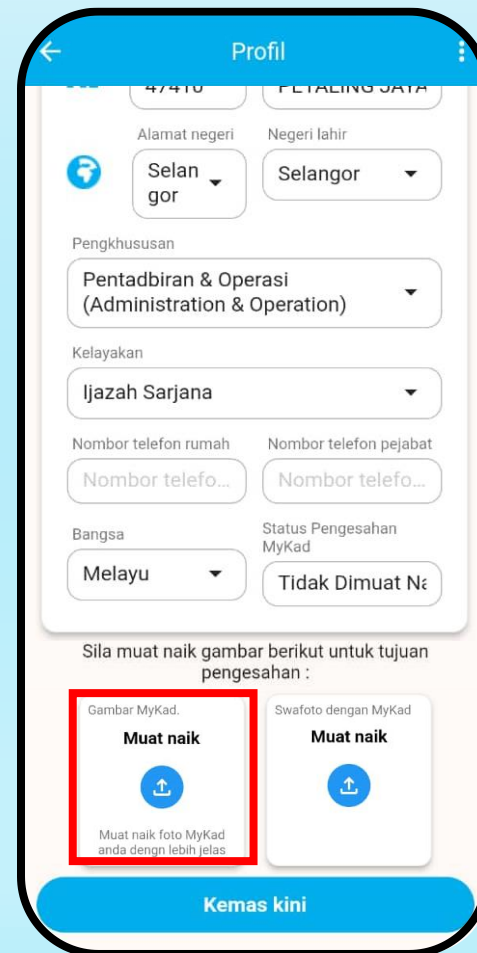 Profil
47410 PETALING JAYA
Alamat negeri Negeri lahir
Selan
gor
Selangor
Pengkhususan
Pentadbiran & Operasi
(Administration & Operation)
Kelayakan
Ijazah Sarjana
Nombor telefon rumah Nombor telefon pejabat
Nombor telefo... Nombor telefo...
Bangsa
Status Pengesahan
MyKad
Melayu
Tidak Dimuat Na
Sila muat naik gambar berikut untuk tujuan
pengesahan :
Gambar MyKad.
Muat naik
Muat naik foto MyKad
anda dengn lebih jelas
Swafoto dengan MyKad
Muat naik
Kemas kini